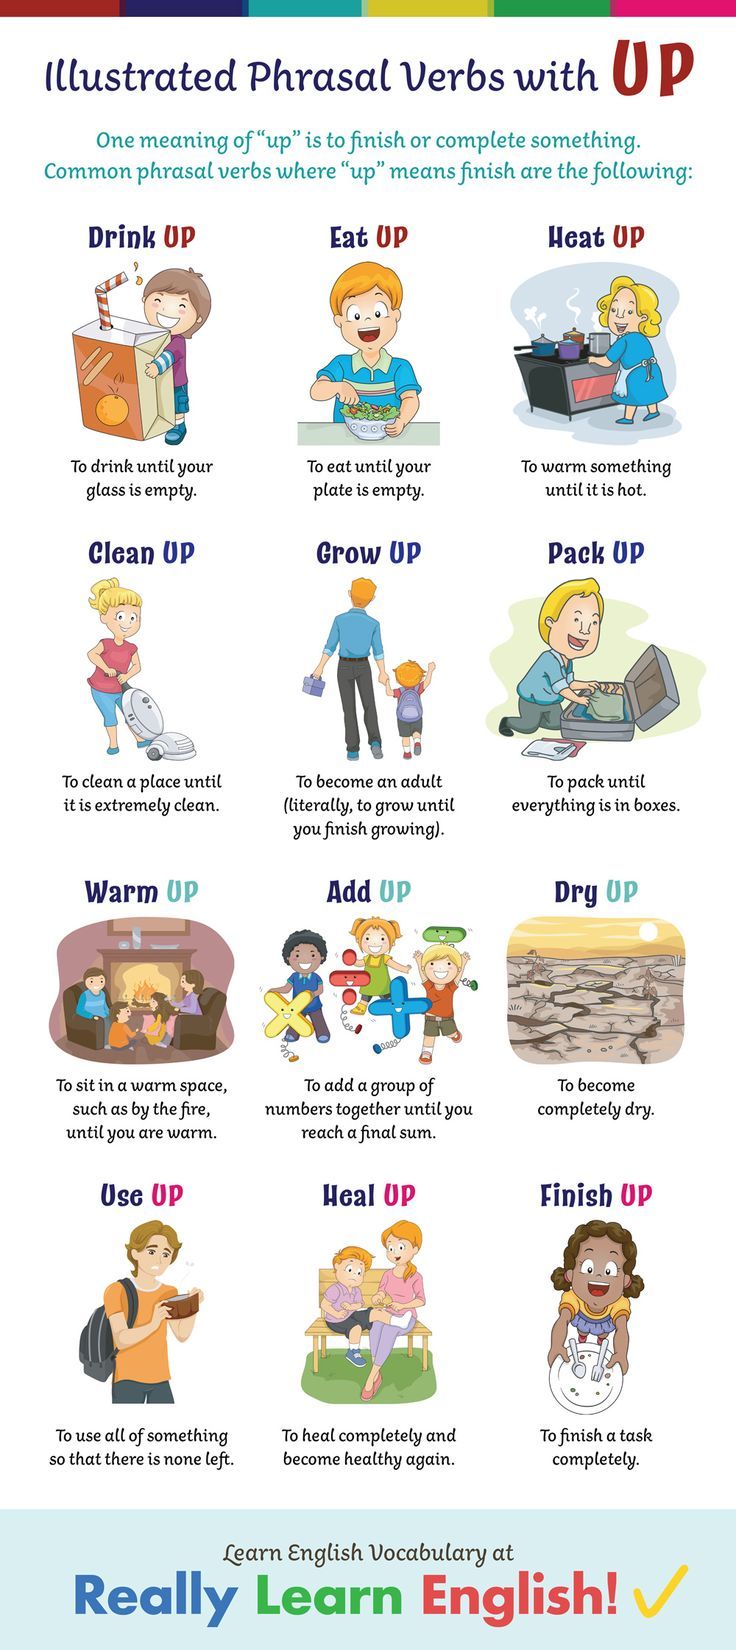 Illustrated Phrasal Verbs with UP
One meaning of “up” is to finish or complete something.
Common phrasal verbs where “up” means finish are the following:
Drink UP
To drink until your
glass is empty.
Eat UP
To eat until your
plate is empty.
Heat UP
To warm something
until it is hot.
Clean UP
To clean a place until
it is extremely clean.
Grow UP
To become an adult
(literally, to grow until
you finish growing).
Pack UP
To pack until
everything is in boxes.
Warm UP
To sit in a warm space,
such as by the fire,
until you are warm.
Add UP
To add a group of
numbers together until you
reach a final sum.
Dry UP
To become
completely dry.
Use UP
To use all of something
so that there is none left.
Heal UP
To heal completely and
become healthy again.
Finish UP
To finish a task
completely.
Learn English Vocabulary at
Really Learn English!